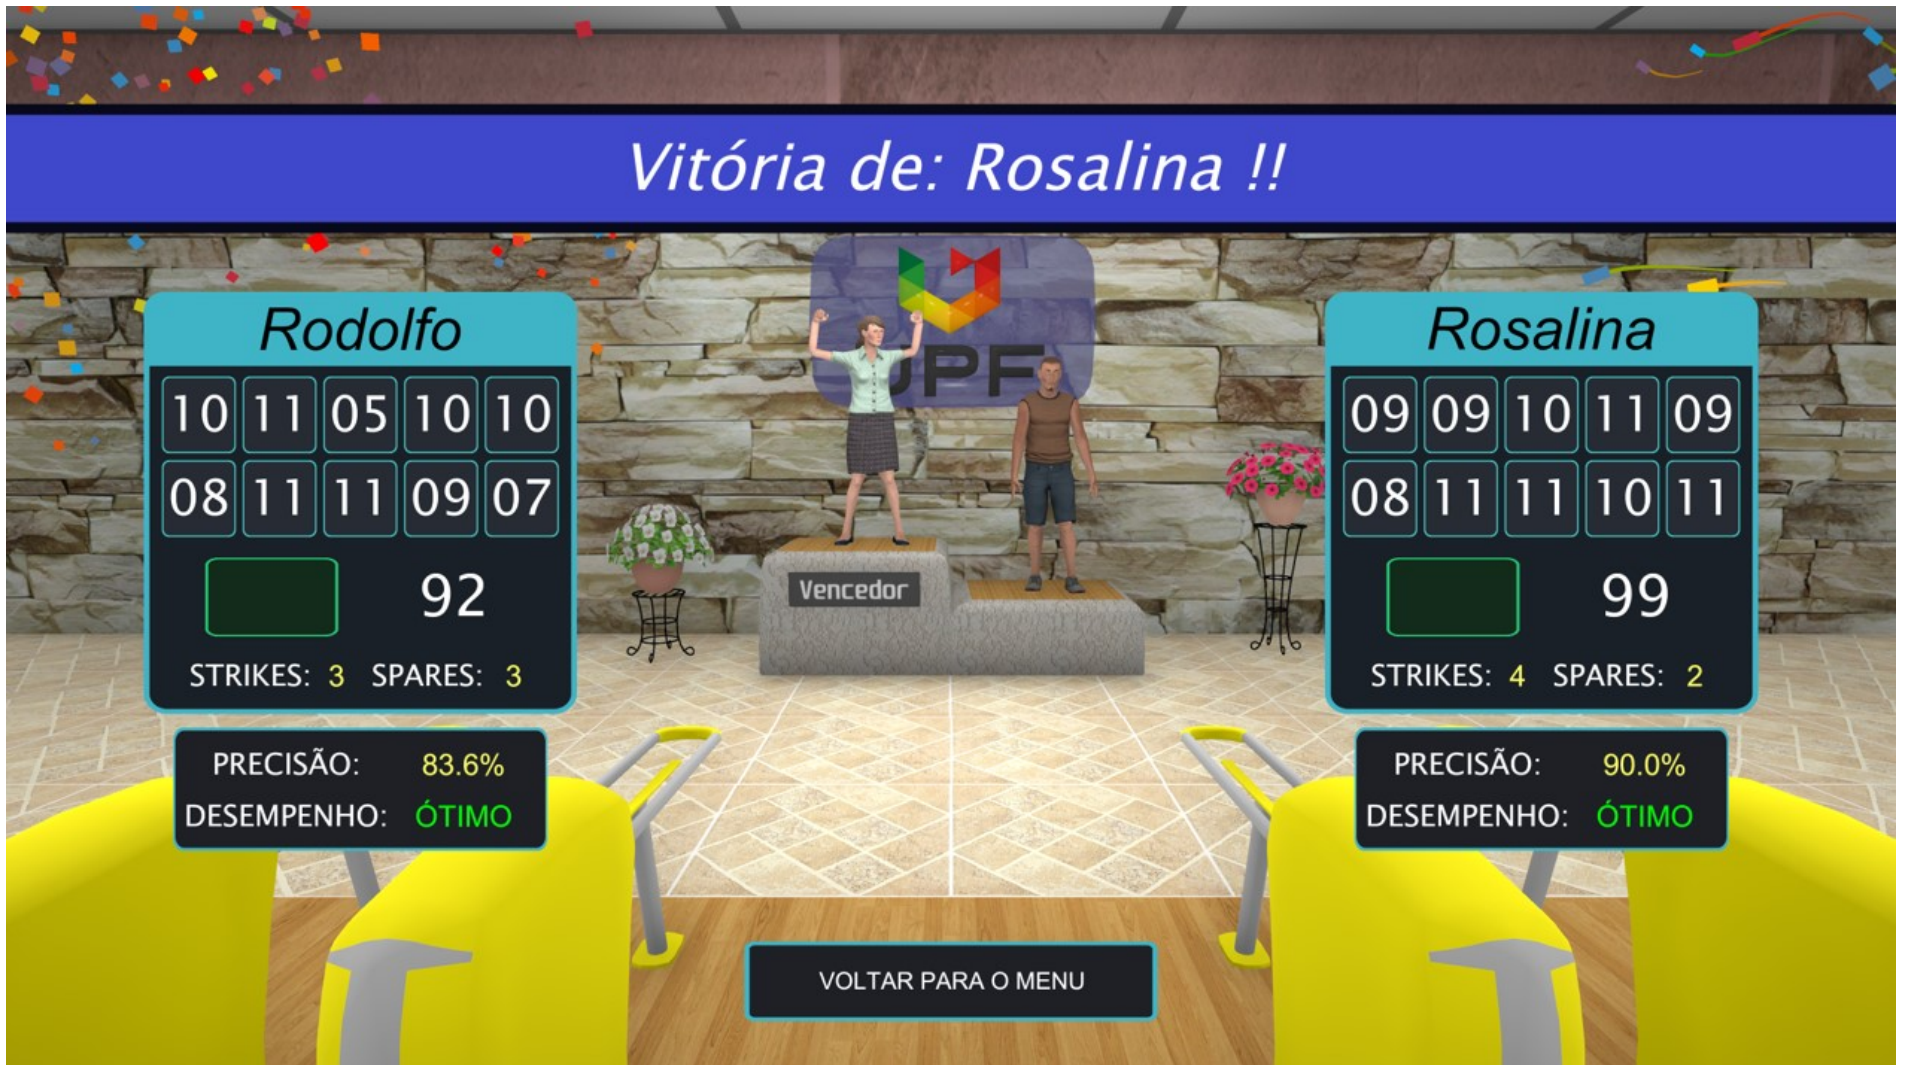 Vitória de: Rosalina !!
UPF
Rodolfo
10 11 05 10 10
08 11 11 09 07
92
STRIKES: 3 SPARES: 3
PRECISÃO: 83.6%
DESEMPENHO: ÓTIMO
Vencedor
Rosalina
09 09 10 11 09
08 11 11 10 11
99
STRIKES: 4 SPARES: 2
PRECISÃO: 90.0%
DESEMPENHO: ÓTIMO
VOLTAR PARA O MENU